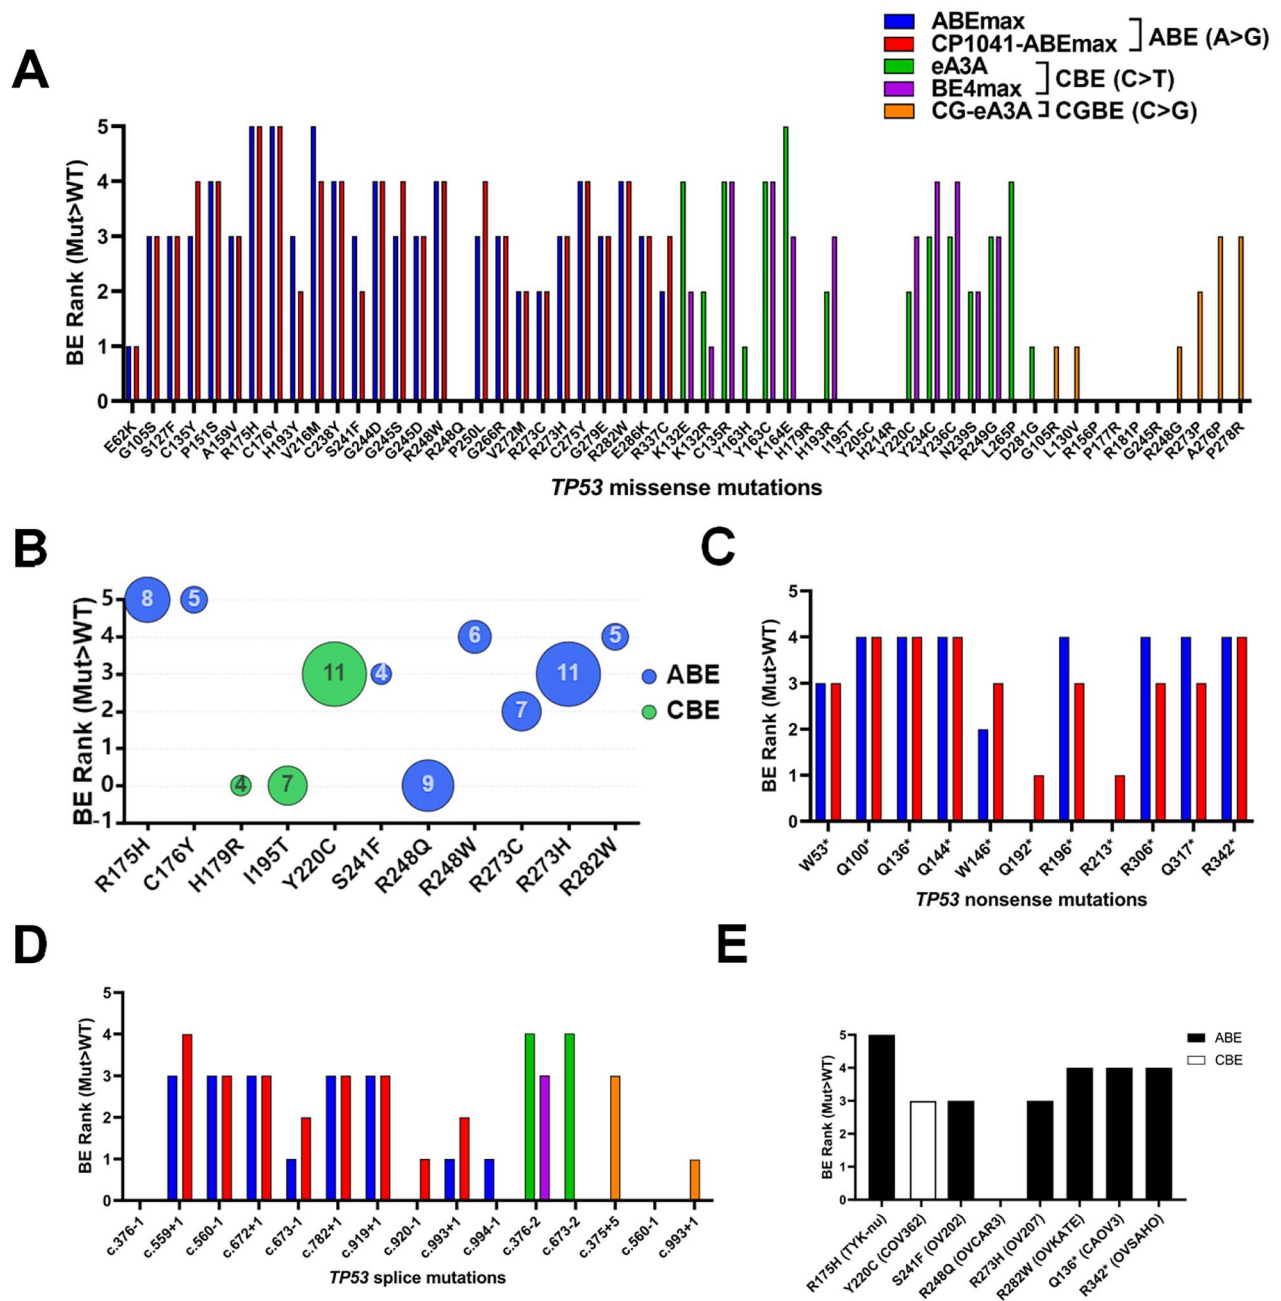 ABEmax
CP1041-ABEmax
ABE (A>G)
eA3A
BE4max
CBE (C>T)
CG-eA3A
CGBE (C>G)
A
BE Rank (Mut>WT)
5
4
3
2
1
0
E62K G105S S127F C135Y P151S A159V R175H C176Y H193Y V216M C238Y S241F G244D G245S G245D R248W R248Q P250L G266R V272M R273C R273H C275Y G279E R282W E286K R337C K132E K132R C135R Y163H Y163C K164E H179R H193R I195T Y205C H214R Y220C Y234C Y236C N239S R249G L265P D281G G105R L130V R156P P177R R181P G245R R248G R273P A276P P278R
TP53 missense mutations
B
BE Rank (Mut>WT)
5
4
3
2
1
0
-1
8 5 4 7 11 4 9 6 7 11 5
ABE
CBE
R175H C176Y H179R I195T Y220C S241F R248Q R248W R273C R273H R282W
C
BE Rank (Mut>WT)
5
4
3
2
1
0
W53* Q100* Q136* Q144* W146* Q192* R196* R213* R306* Q317* R342*
TP53 nonsense mutations
D
BE Rank (Mut>WT)
5
4
3
2
1
0
c.376-1 c.559+1 c.560-1 c.672+1 c.673-1 c.782+1 c.919+1 c.920-1 c.993+1 c.994-1 c.376-2 c.673-2 c.375+5 c.560-1 c.993+1
TP53 splice mutations
E
BE Rank (Mut>WT)
5
4
3
2
1
0
ABE
CBE
R175H (TYK-nu)
Y220C (COV362)
S241F (OV202)
R248Q (OVCAR3)
R273H (OV207)
R282W (OVKATE)
Q136* (CAOV3)
R342* (OVSAHO)